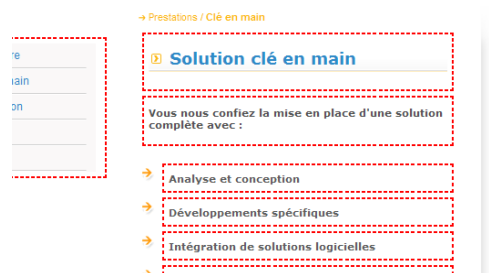 → Prestations / Clé en main
Solution clé en main
Vous nous confiez la mise en place d'une solution
complète avec :
Analyse et conception
Développements spécifiques
Intégration de solutions logicielles